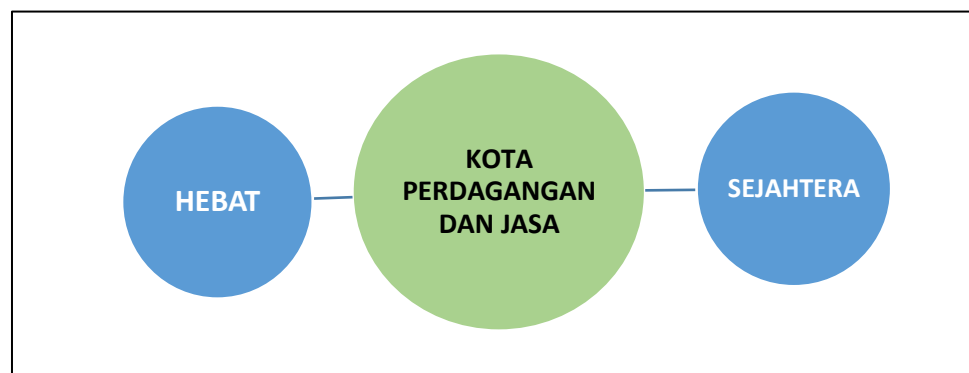 HEBAT
KOTA
PERDAGANGAN
DAN JASA
SEJAHTERA